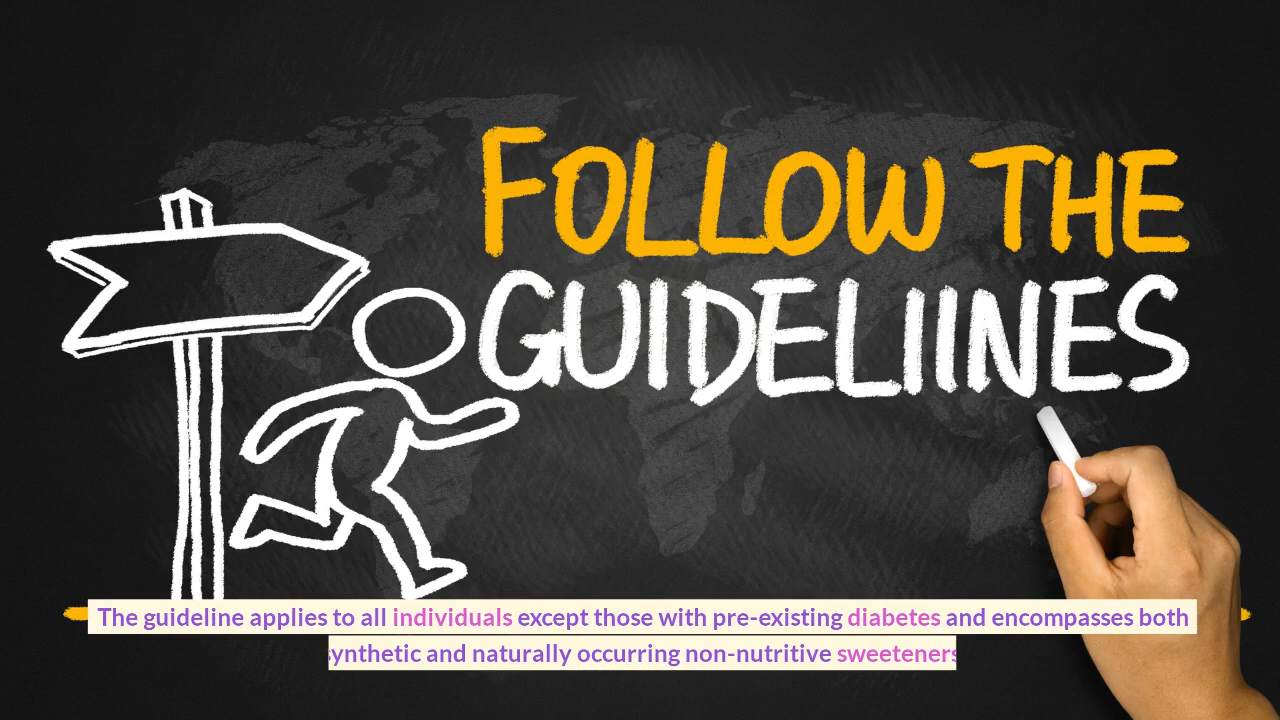 FOLLOW THE
GUIDELIINES
The guideline applies to all individuals except those with pre-existing diabetes and encompasses both
synthetic and naturally occurring non-nutritive sweeteners